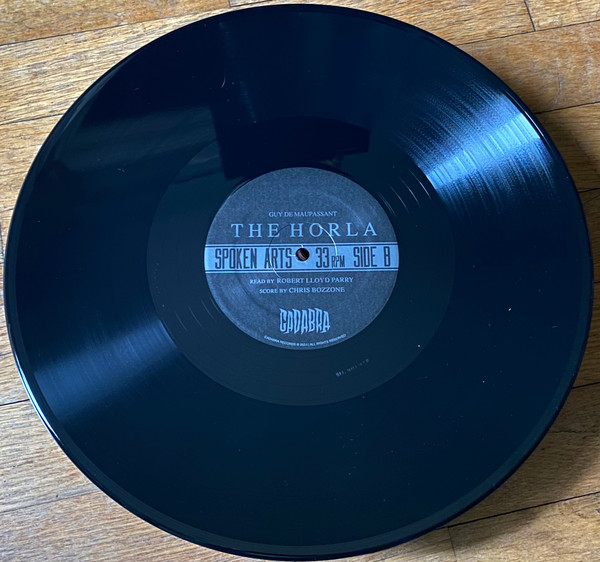 GUY DE MAUPASSANT
THE HORLA
SPOKEN ARTS · 33 RPM SIDE B
READ BY ROBERT LLOYD PARRY
SCORE BY CHRIS BOZZONE
CADABRA